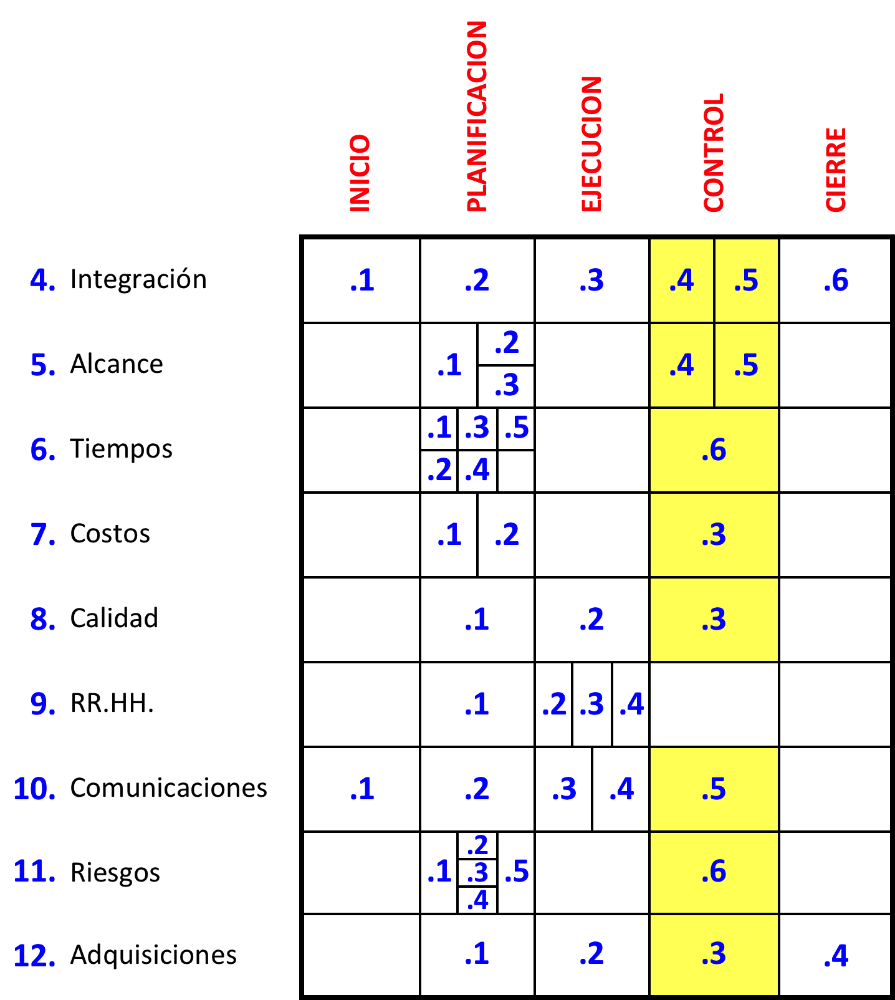 INICIO PLANIFICACION EJECUCION CONTROL CIERRE
4. Integración .1 .2 .3 .4 .5 .6
5. Alcance .1 .2 .3 .4 .5
6. Tiempos .1 .3 .5 .6
.2 .4
7. Costos .1 .2 .3
8. Calidad .1 .2 .3
9. RR.HH. .1 .2 .3 .4
10. Comunicaciones .1 .2 .3 .4 .5
11. Riesgos .1 .2 .3 .4 .5 .6
12. Adquisiciones .1 .2 .3 .4